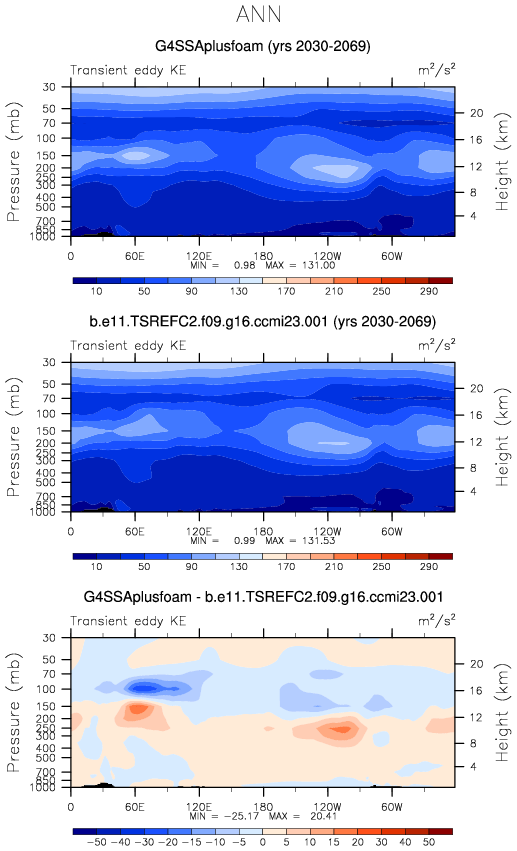 ANN
G4SSAplusfoam (yrs 2030-2069)
Transient eddy KE m²/s²
Pressure (mb)
30
50
70
100
150
200
250
300
400
500
700
850
1000
Height (km)
20
16
12
8
4
0 60E 120E 180 120W 60W
MIN = 0.98 MAX = 131.00
10 50 90 130 170 210 250 290
b.e11.TSREFC2.f09.g16.ccmi23.001 (yrs 2030-2069)
Transient eddy KE m²/s²
Pressure (mb)
30
50
70
100
150
200
250
300
400
500
700
850
1000
Height (km)
20
16
12
8
4
0 60E 120E 180 120W 60W
MIN = 0.99 MAX = 131.53
10 50 90 130 170 210 250 290
G4SSAplusfoam - b.e11.TSREFC2.f09.g16.ccmi23.001
Transient eddy KE m²/s²
Pressure (mb)
30
50
70
100
150
200
250
300
400
500
700
850
1000
Height (km)
20
16
12
8
4
0 60E 120E 180 120W 60W
MIN = -25.17 MAX = 20.41
-50 -40 -30 -20 -15 -10 -5 0 5 10 15 20 30 40 50